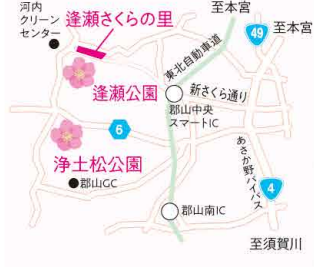 河内
クリーン
センター
逢瀬さくらの里
至本宮
49
至本宮
東北自動車道
逢瀬公園
新さくら通り
郡山中央
スマートIC
6
浄土松公園
郡山GC
あさか野バイパス
4
郡山南IC
至須賀川